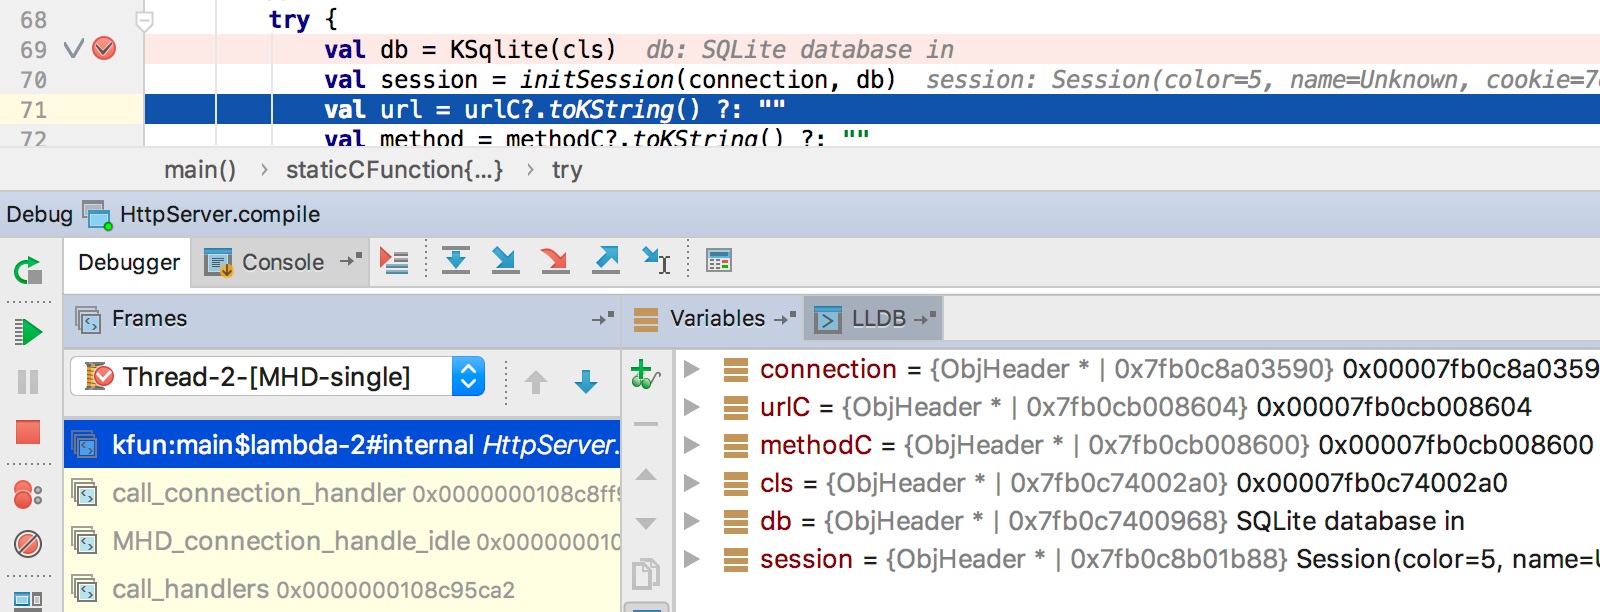 68 try {
69 val db = KSqlite(cls) db: SQLite database in
70 val session = initSession(connection, db) session: Session(color=5, name=Unknown, cookie=7
71 val url = urlC?.toKString() ?: ""
72 val method = methodC?.toKString() ?: ""
main() › staticCFunction{...} › try
Debug HttpServer.compile
Debugger Console
Frames Variables LLDB
Thread-2-[MHD-single]
kfun:main$lambda-2#internal HttpServer.
call_connection_handler 0x0000000108c8ff
MHD_connection_handle_idle 0x000000010
call_handlers 0x0000000108c95ca2
connection = {ObjHeader * | 0x7fb0c8a03590} 0x00007fb0c8a0359
urlC = {ObjHeader * | 0x7fb0cb008604} 0x00007fb0cb008604
methodC = {ObjHeader * | 0x7fb0cb008600} 0x00007fb0cb008600
cls = {ObjHeader * | 0x7fb0c74002a0} 0x00007fb0c74002a0
db = {ObjHeader * | 0x7fb0c7400968} SQLite database in
session = {ObjHeader * | 0x7fb0c8b01b88} Session(color=5, name=U